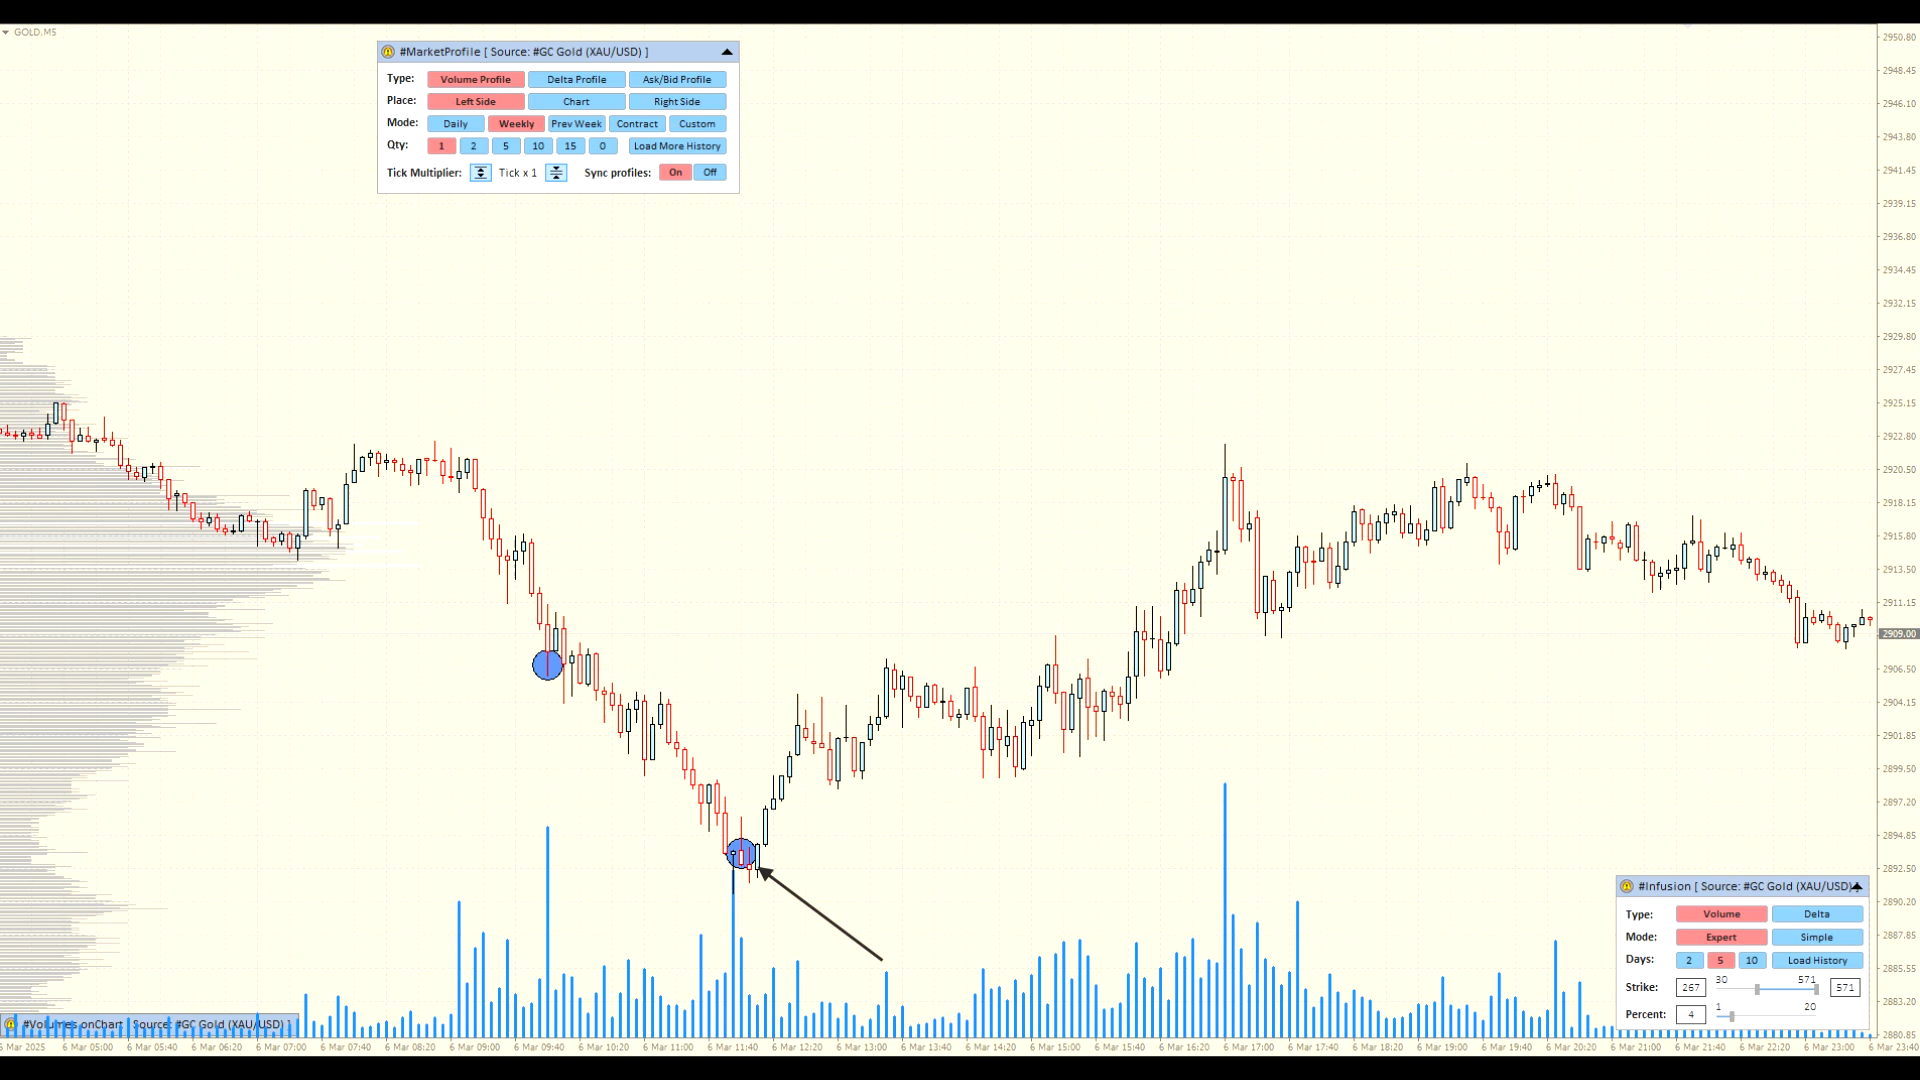 GOLD.M5
#MarketProfile [ Source: #GC Gold (XAU/USD) ]
Type: Volume Profile Delta Profile Ask/Bid Profile
Place: Left Side Chart Right Side
Mode: Daily Weekly Prev Week Contract Custom
Qty: 1 2 5 10 15 0 Load More History
Tick Multiplier: Tick x 1 Sync profiles: On Off
2950.80
2948.45
2946.10
2943.80
2941.45
2939.15
2936.80
2934.45
2932.15
2929.80
2927.45
2925.15
2922.80
2920.50
2918.15
2915.80
2913.50
2911.15
2909.00
2906.50
2904.15
2901.85
2899.50
2897.20
2894.85
2892.50
2890.20
2887.85
2885.55
2883.20
2880.85
#Infusion [ Source: #GC Gold (XAU/USD)
Type: Volume Delta
Mode: Expert Simple
Days: 2 5 10 Load History
Strike: 267 30 571 571
Percent: 4 1 20
#Volumes onChart Source: #GC Gold (XAU/USD) ]
6 Mar 2025 6 Mar 05:00 6 Mar 05:40 6 Mar 06:20 6 Mar 07:00 6 Mar 07:40 6 Mar 08:20 6 Mar 09:00 6 Mar 09:40 6 Mar 10:20 6 Mar 11:00 6 Mar 11:40 6 Mar 12:20 6 Mar 13:00 6 Mar 13:40 6 Mar 14:20 6 Mar 15:00 6 Mar 15:40 6 Mar 16:20 6 Mar 17:00 6 Mar 17:40 6 Mar 18:20 6 Mar 19:00 6 Mar 19:40 6 Mar 20:20 6 Mar 21:00 6 Mar 21:40 6 Mar 22:20 6 Mar 23:00 6 Mar 23:40